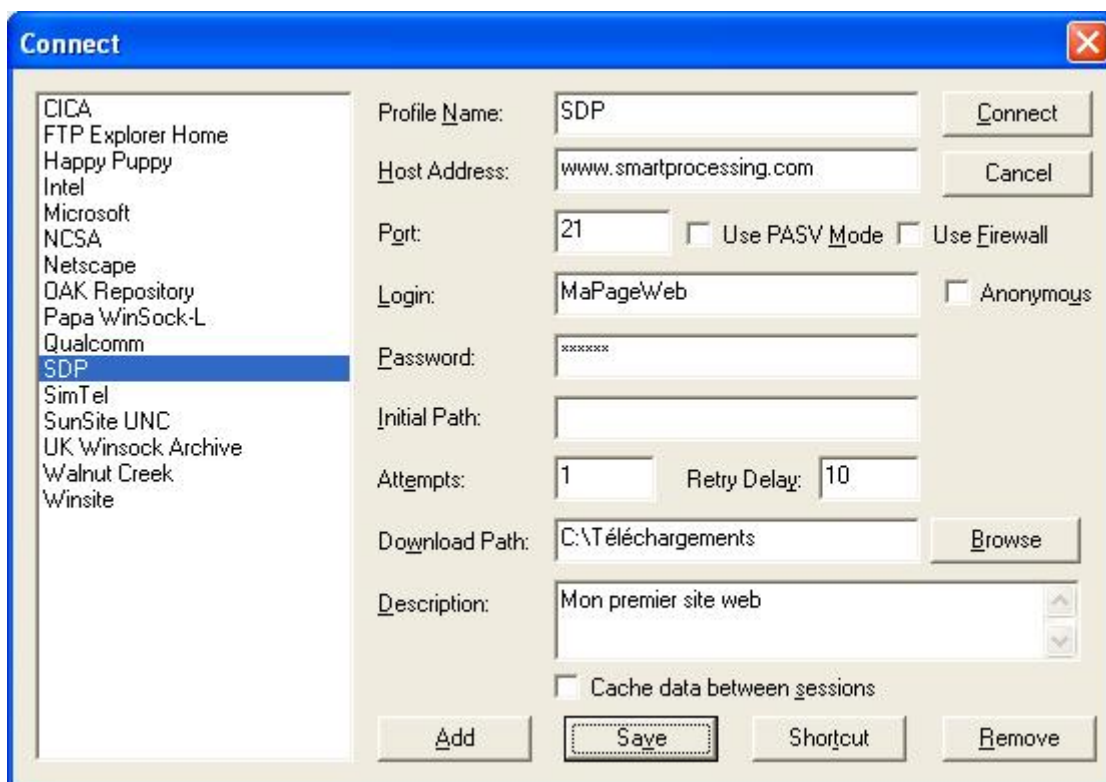 Connect
CICA
FTP Explorer Home
Happy Puppy
Intel
Microsoft
NCSA
Netscape
OAK Repository
Papa WinSock-L
Qualcomm
SDP
SimTel
SunSite UNC
UK Winsock Archive
Walnut Creek
Winsite
Profile Name: SDP Connect
Host Address: www.smartprocessing.com Cancel
Port: 21 Use PASV Mode Use Firewall
Login: MaPageWeb Anonymous
Password: ******
Initial Path:
Attempts: 1 Retry Delay: 10
Download Path: C:\Téléchargements Browse
Description: Mon premier site web
Cache data between sessions
Add Save Shortcut Remove